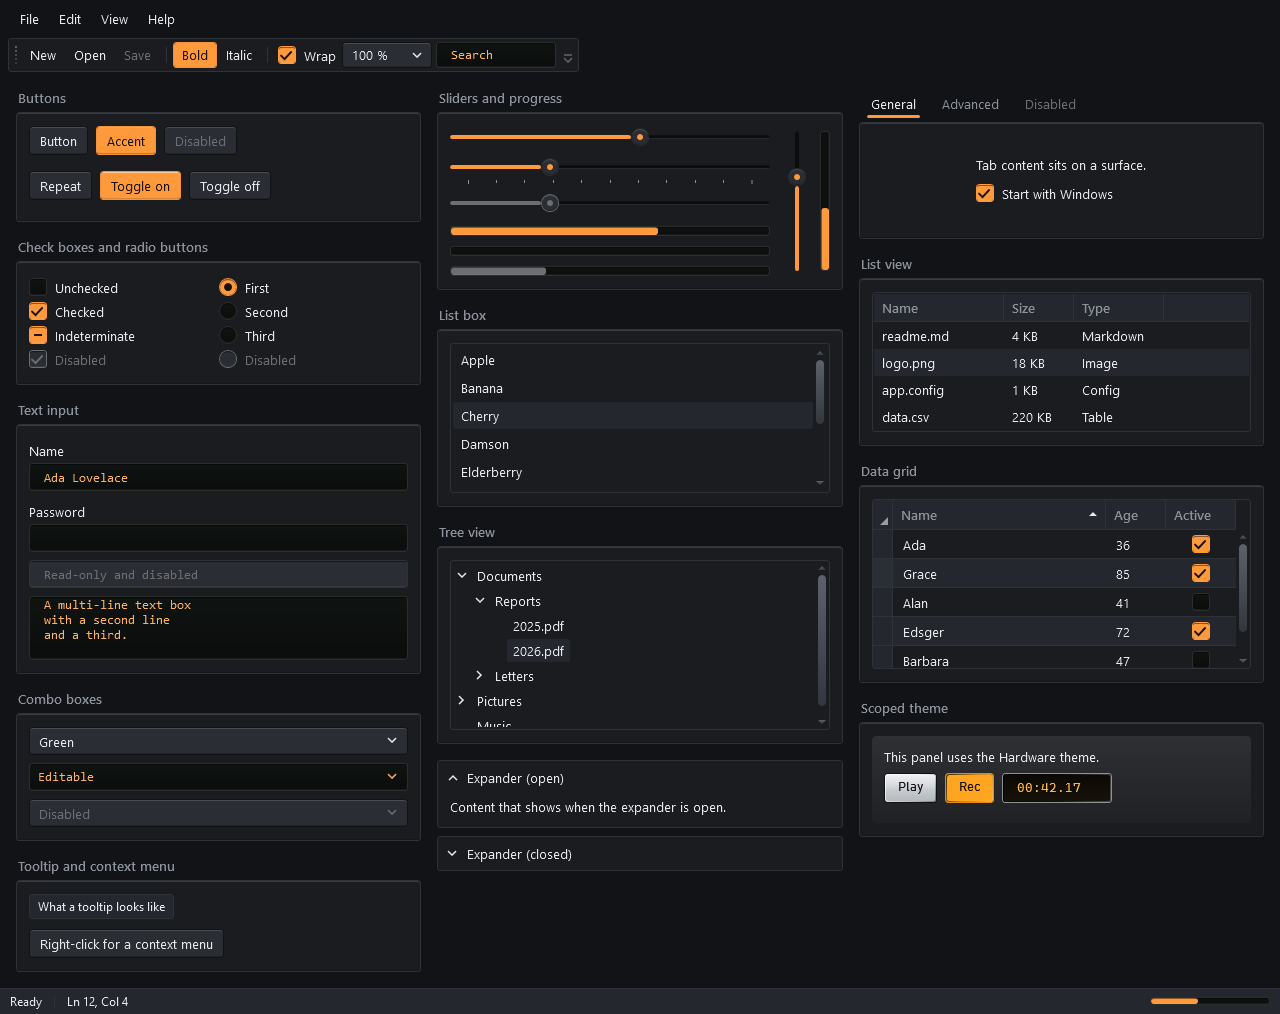 File Edit View Help
New Open Save Bold Italic Wrap 100 % Search
Buttons
Button Accent Disabled
Repeat Toggle on Toggle off
Check boxes and radio buttons
Unchecked First
Checked Second
Indeterminate Third
Disabled Disabled
Text input
Name
Ada Lovelace
Password
Read-only and disabled
A multi-line text box
with a second line
and a third.
Combo boxes
Green
Editable
Disabled
Tooltip and context menu
What a tooltip looks like
Right-click for a context menu
Sliders and progress
List box
Apple
Banana
Cherry
Damson
Elderberry
Tree view
Documents
Reports
2025.pdf
2026.pdf
Letters
Pictures
Music
Expander (open)
Content that shows when the expander is open.
Expander (closed)
General Advanced Disabled
Tab content sits on a surface.
Start with Windows
List view
Name Size Type
readme.md 4 KB Markdown
logo.png 18 KB Image
app.config 1 KB Config
data.csv 220 KB Table
Data grid
Name Age Active
Ada 36
Grace 85
Alan 41
Edsger 72
Barbara 47
Scoped theme
This panel uses the Hardware theme.
Play Rec 00:42.17
Ready Ln 12, Col 4